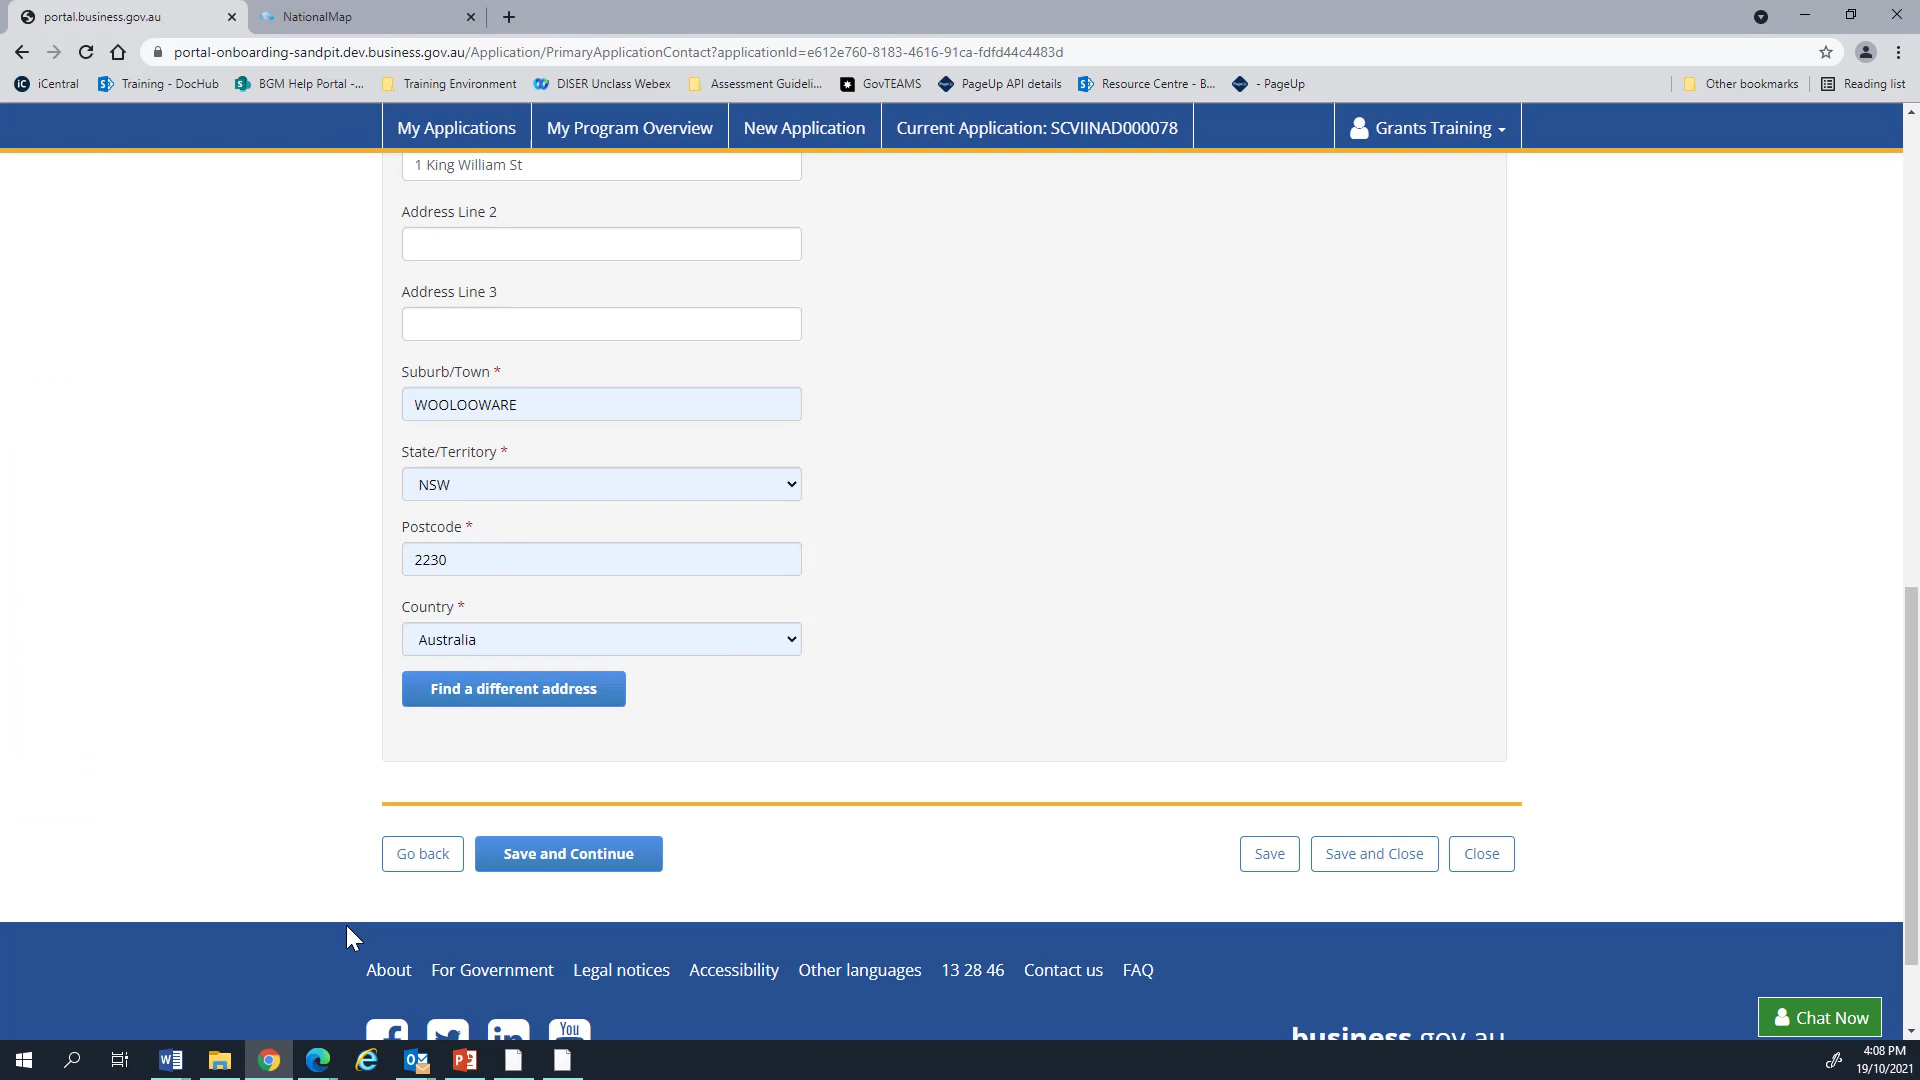 portal.business.gov.au
NationalMap
portal-onboarding-sandpit.dev.business.gov.au/Application/PrimaryApplicationContact?applicationId=e612e760-8183-4616-91ca-fdfd44c4483d
iCentral
Training - DocHub
BGM Help Portal -...
Training Environment
DISER Unclass Webex
Assessment Guideli...
GovTEAMS
PageUp API details
Resource Centre - B...
- PageUp
Other bookmarks
Reading list
My Applications
My Program Overview
New Application
Current Application: SCVIINAD000078
Grants Training
1 King William St
Address Line 2
Address Line 3
Suburb/Town *
WOOLOOWARE
State/Territory *
NSW
Postcode *
2230
Country *
Australia
Find a different address
Go back
Save and Continue
Save
Save and Close
Close
About
For Government
Legal notices
Accessibility
Other languages
13 28 46
Contact us
FAQ
You
business.gov.au
Chat Now
4:08 PM
19/10/2021